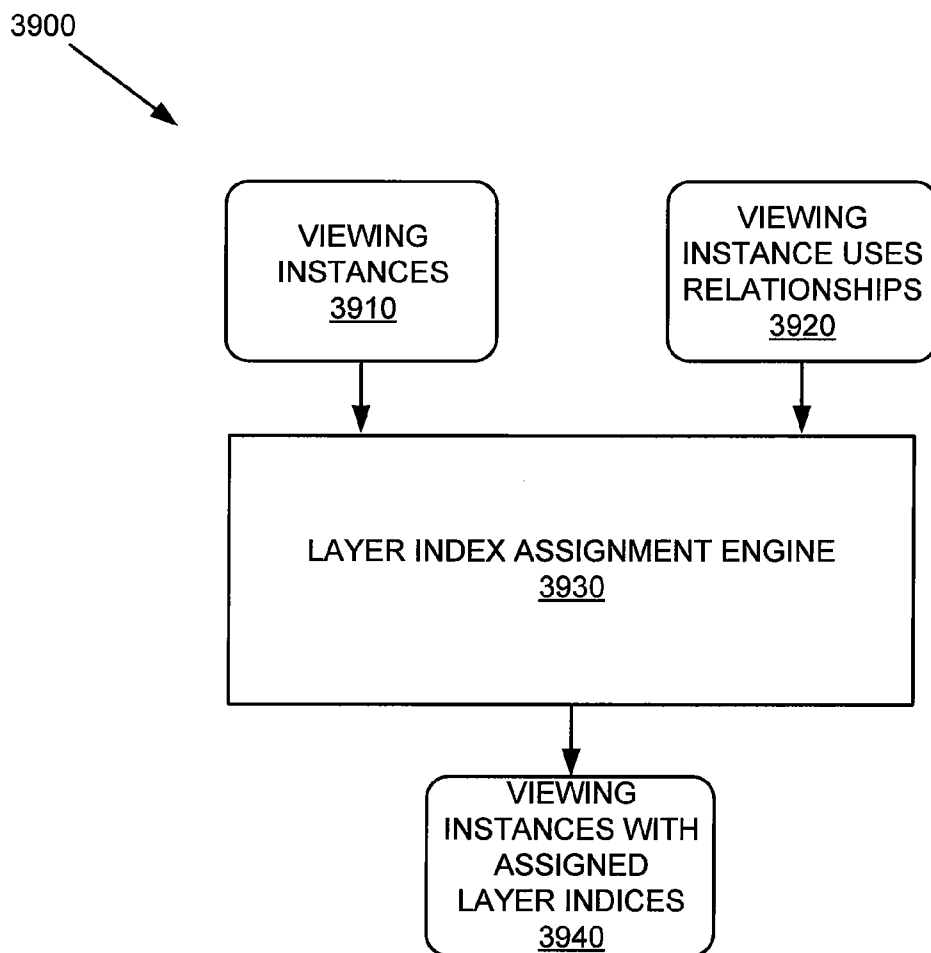 3900
VIEWING
INSTANCES
3910
VIEWING
INSTANCE USES
RELATIONSHIPS
3920
LAYER INDEX ASSIGNMENT ENGINE
3930
VIEWING
INSTANCES WITH
ASSIGNED
LAYER INDICES
3940